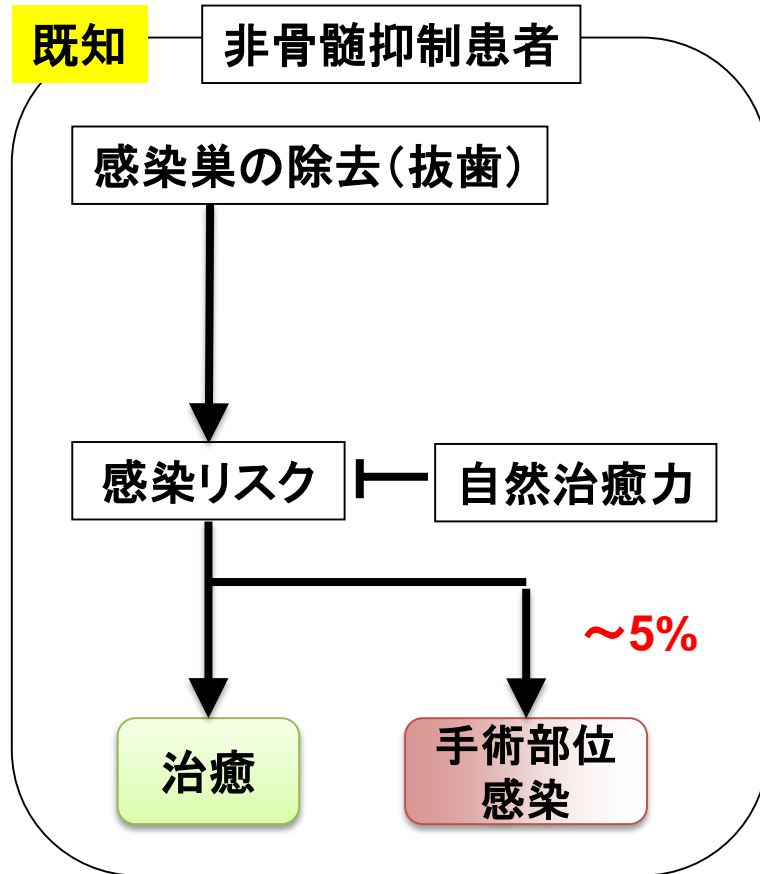 既知
非骨髄抑制患者
感染巣の除去(抜歯)
感染リスク
自然治癒力
～5%
治癒
手術部位
感染